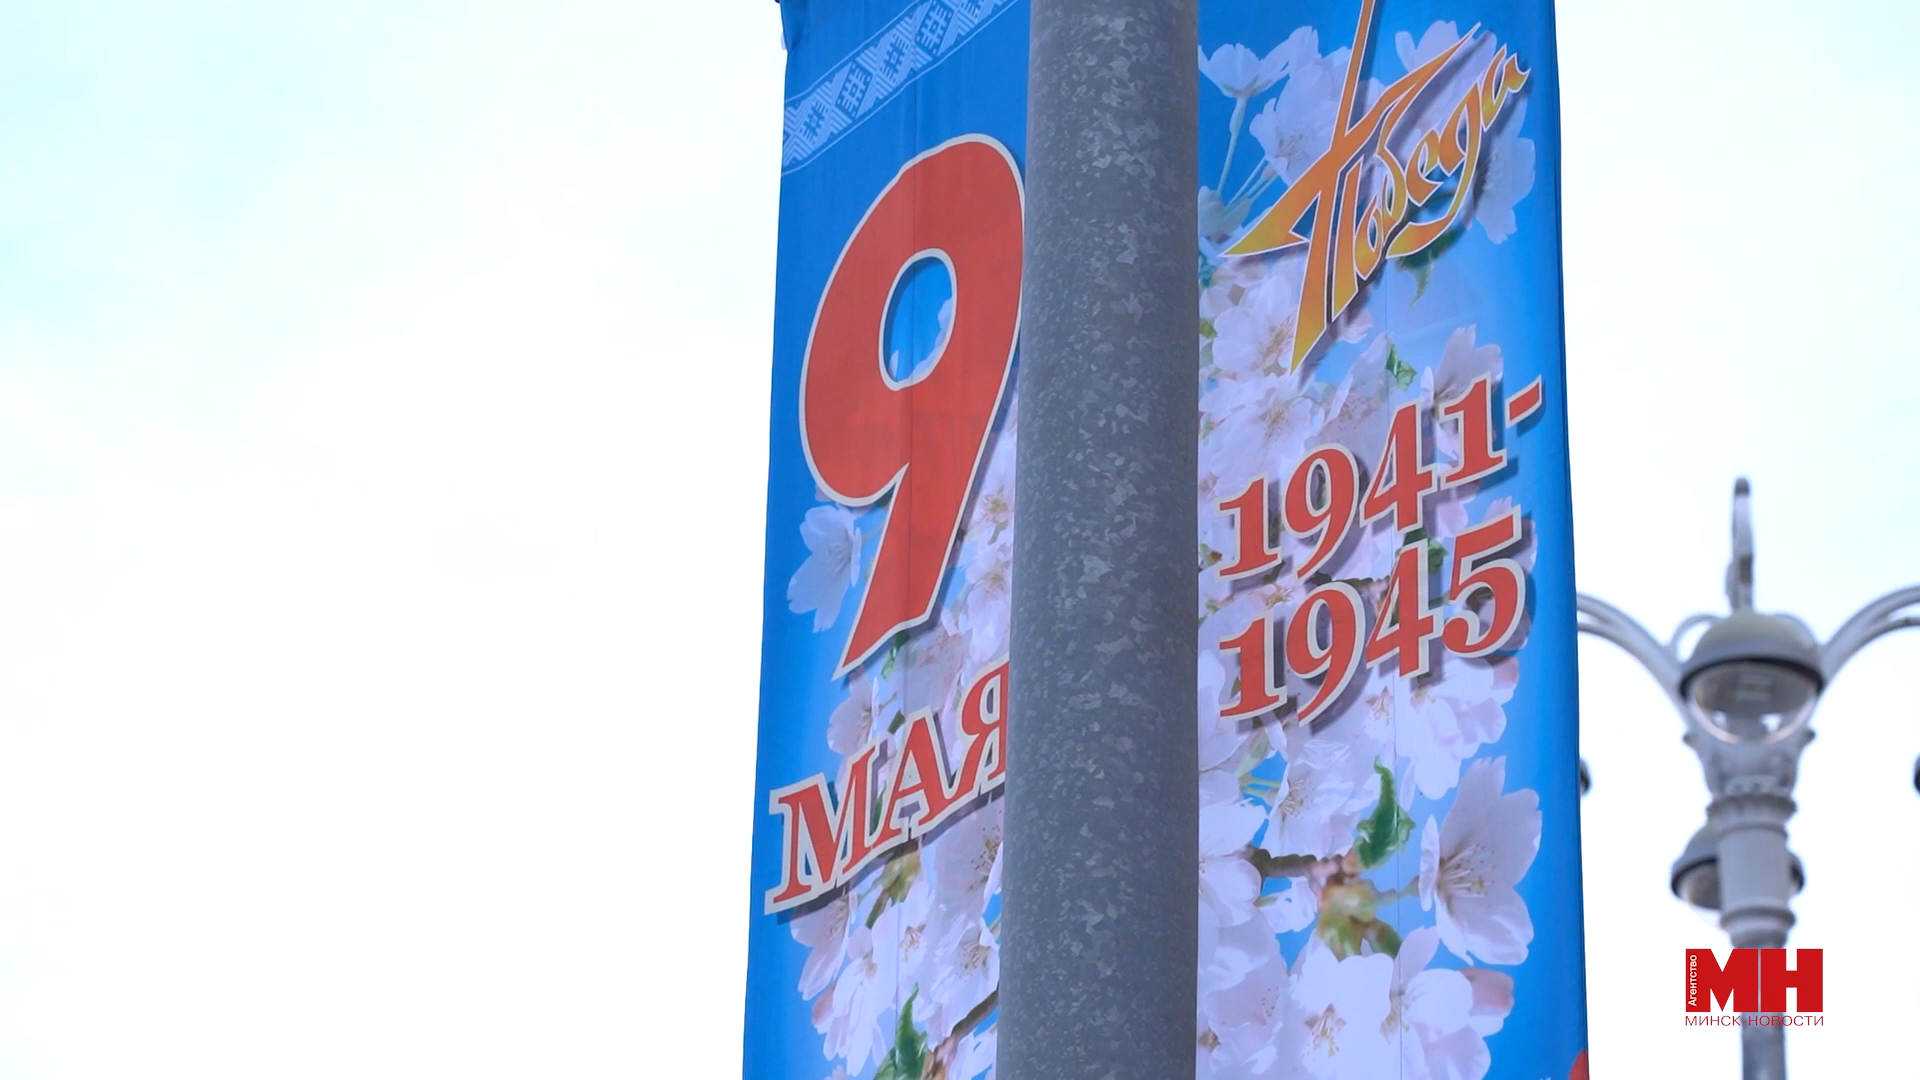 9
МАЯ
Победа
1941-
1945
Агентство
МН
МИНСК-НОВОСТИ